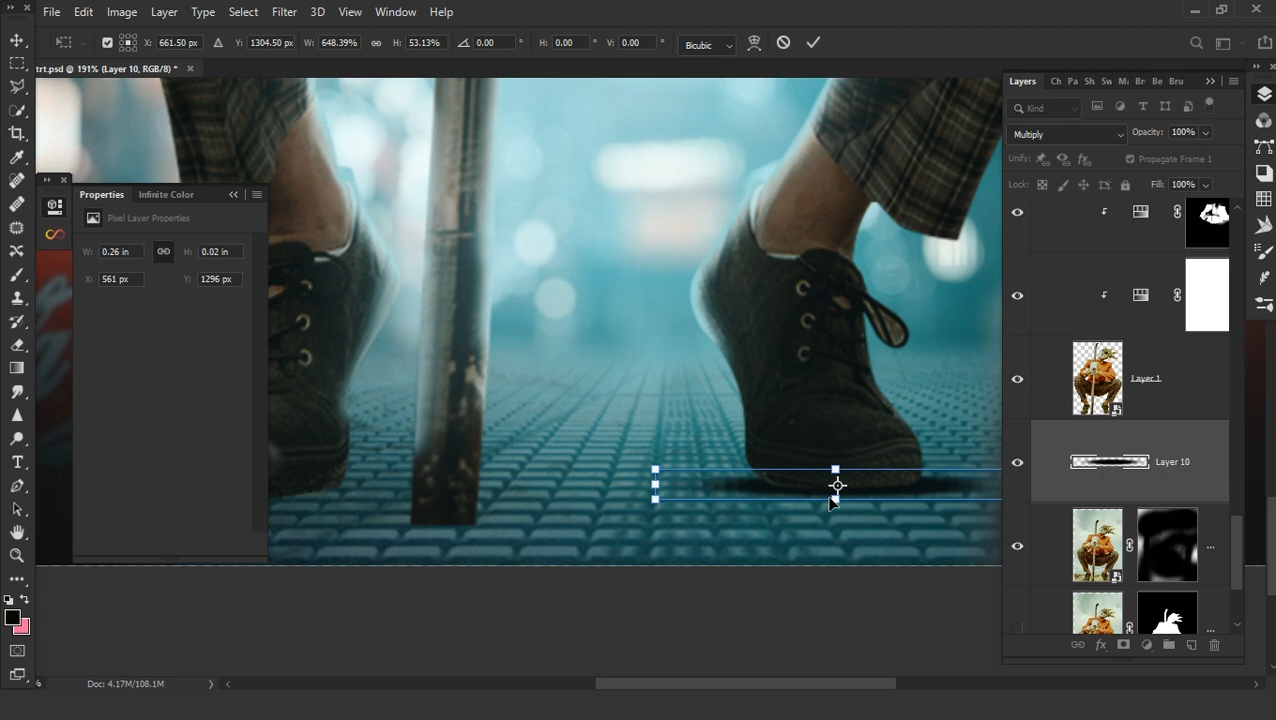 File Edit Image Layer Type Select Filter 3D View Window Help
X: 661.50 px Y: 1304.50 px W: 648.39% H: 53.13% 0.00 ° H: 0.00 ° V: 0.00 ° Bicubic
trt.psd @ 191% (Layer 10, RGB/8) *
Layers Ch Pa Sh Sw Br Be Bru
Kind
Multiply Opacity: 100%
Unify: Propagate Frame 1
Lock: Fill: 100%
Properties Infinite Color
Pixel Layer Properties
W: 0.26 in H: 0.02 in
X: 561 px Y: 1296 px
Layer 1
Layer 10
...
...
% Doc: 4.17M/108.1M